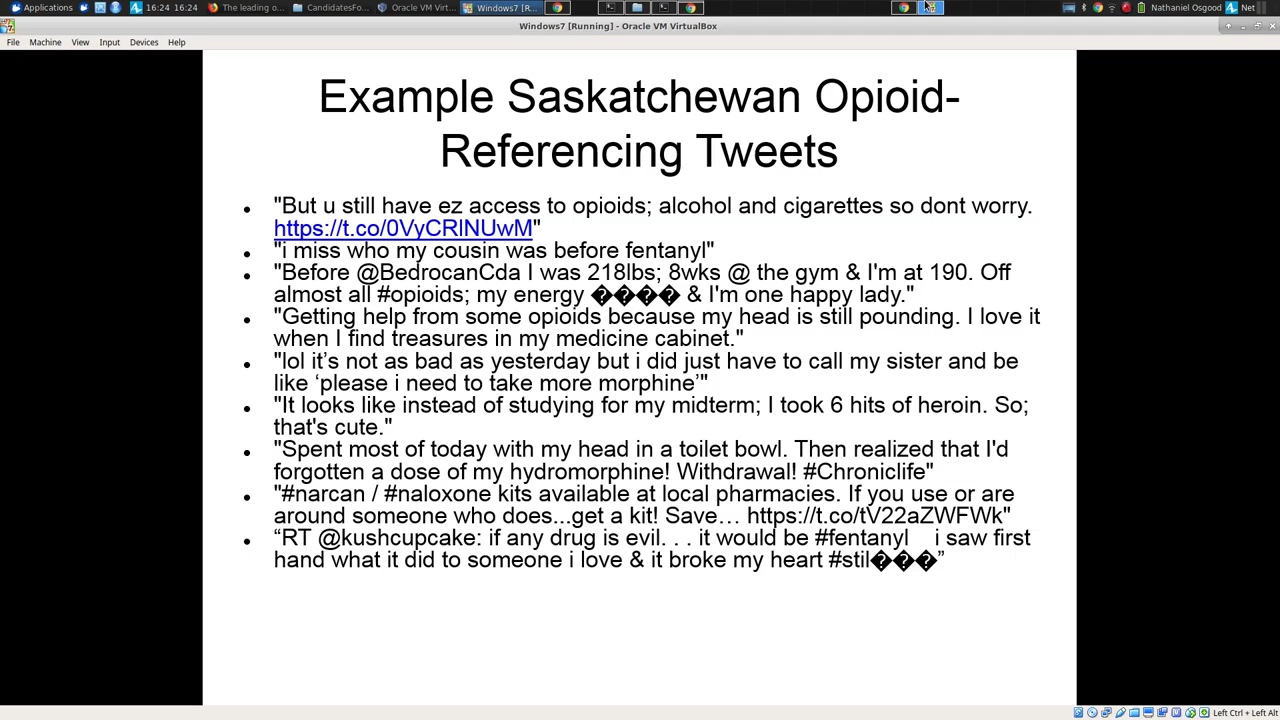 Applications
16:24 16:24
The leading o...
CandidatesFo...
Oracle VM Virt...
Windows7 [R...
Nathaniel Osgood
Net
Windows7 [Running] - Oracle VM VirtualBox
File Machine View Input Devices Help
Example Saskatchewan Opioid-
Referencing Tweets
• "But u still have ez access to opioids; alcohol and cigarettes so dont worry.
https://t.co/0VyCRlNUwM"
• "i miss who my cousin was before fentanyl"
• "Before @BedrocanCda I was 218lbs; 8wks @ the gym & I'm at 190. Off
almost all #opioids; my energy ���� & I'm one happy lady."
• "Getting help from some opioids because my head is still pounding. I love it
when I find treasures in my medicine cabinet."
• "lol it’s not as bad as yesterday but i did just have to call my sister and be
like ‘please i need to take more morphine’"
• "It looks like instead of studying for my midterm; I took 6 hits of heroin. So;
that's cute."
• "Spent most of today with my head in a toilet bowl. Then realized that I'd
forgotten a dose of my hydromorphine! Withdrawal! #Chroniclife"
• "#narcan / #naloxone kits available at local pharmacies. If you use or are
around someone who does...get a kit! Save… https://t.co/tV22aZWFWk"
• “RT @kushcupcake: if any drug is evil. . . it would be #fentanyl i saw first
hand what it did to someone i love & it broke my heart #stil���”
Left Ctrl + Left Alt